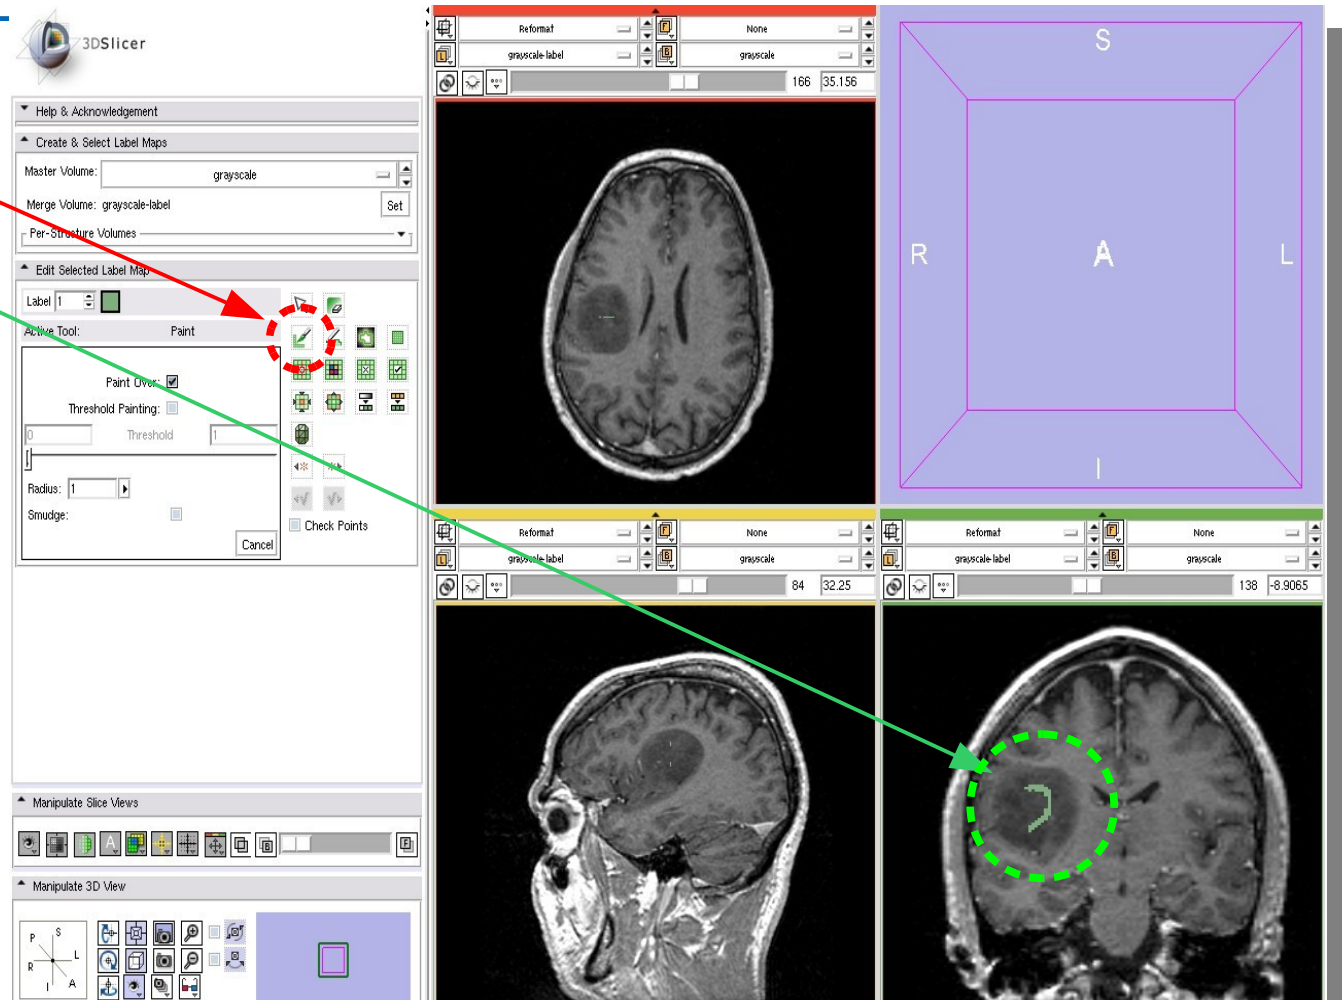 3DSlicer
Help & Acknowledgement
Create & Select Label Maps
Master Volume: grayscale
Merge Volume: grayscale-label Set
Per-Structure Volumes
Edit Selected Label Map
Label 1
Active Tool: Paint
Paint Over:
Threshold Painting:
0 Threshold 1
Radius: 1
Smudge:
Cancel
Check Points
Manipulate Slice Views
A
B
F
Manipulate 3D View
P S
R L
I A
Reformat F None
L grayscale-label B grayscale
166 35.156
S
R A L
I
Reformat F None
L grayscale-label B grayscale
84 32.25
Reformat F None
L grayscale-label B grayscale
138 -8.9065